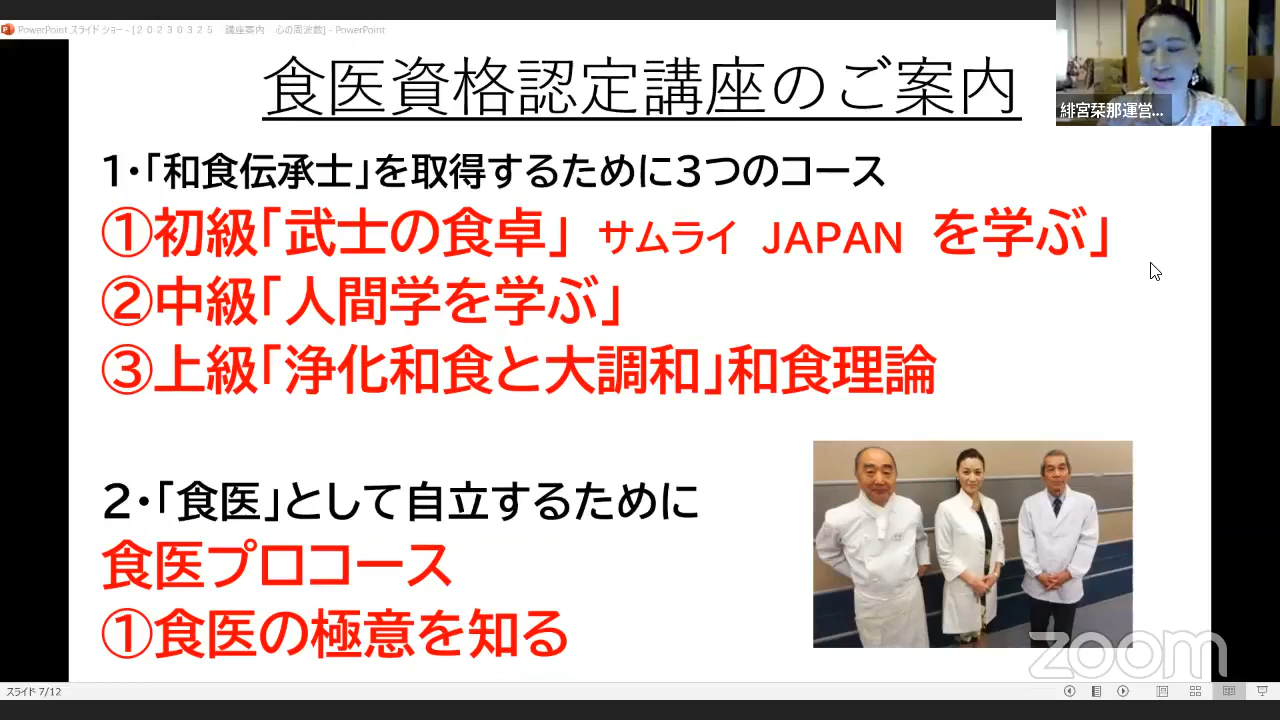 PowerPoint スライド ショー - [２０２３０３２５　講座案内　心の周波数] - PowerPoint
食医資格認定講座のご案内
緋宮栞那運営...
1・「和食伝承士」を取得するために3つのコース
①初級「武士の食卓」 サムライ JAPAN を学ぶ」
②中級「人間学を学ぶ」
③上級「浄化和食と大調和」和食理論
2・「食医」として自立するために
食医プロコース
①食医の極意を知る
zoom
スライド 7/12